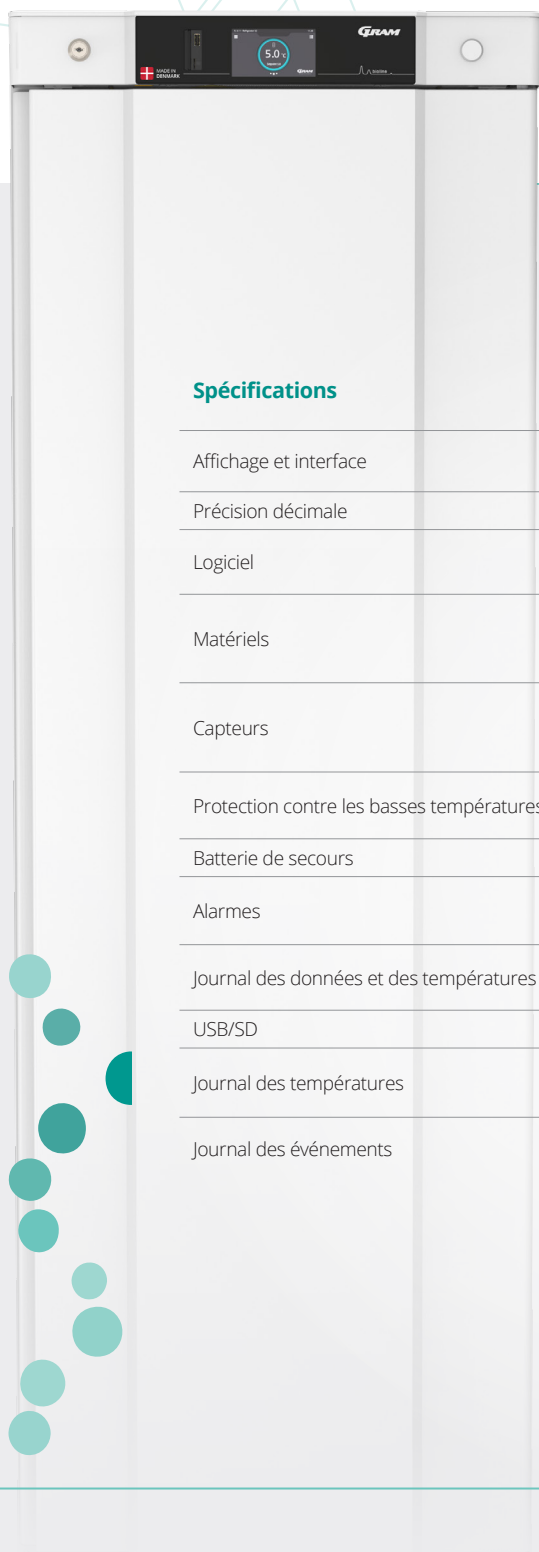 GRAM
5.0 °C
GRAM
MADE IN
DENMARK
Spécifications
Affichage et interface
Précision décimale
Logiciel
Matériels
Capteurs
Protection contre les basses températures
Batterie de secours
Alarmes
Journal des données et des températures
USB/SD
Journal des températures
Journal des événements